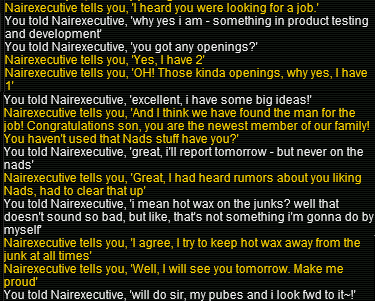 Nairexecutive tells you, 'I heard you were looking for a job.'
You told Nairexecutive, 'why yes i am - something in product testing
and development'
You told Nairexecutive, 'you got any openings?'
Nairexecutive tells you, 'Yes, I have 2'
Nairexecutive tells you, 'OH! Those kinda openings, why yes, I have
1'
You told Nairexecutive, 'excellent, i have some big ideas!'
Nairexecutive tells you, 'And I think we have found the man for the
job! Congratulations son, you are the newest member of our family!
You haven't used that Nads stuff have you?'
You told Nairexecutive, 'great, i'll report tomorrow - but never on the
nads'
Nairexecutive tells you, 'Great, I had heard rumors about you liking
Nads, had to clear that up'
You told Nairexecutive, 'i mean hot wax on the junks? well that
doesn't sound so bad, but like, that's not something i'm gonna do by
myself'
Nairexecutive tells you, 'I agree, I try to keep hot wax away from the
junk at all times'
Nairexecutive tells you, 'Well, I will see you tomorrow. Make me
proud'
You told Nairexecutive, 'will do sir, my pubes and i look fwd to it~!'